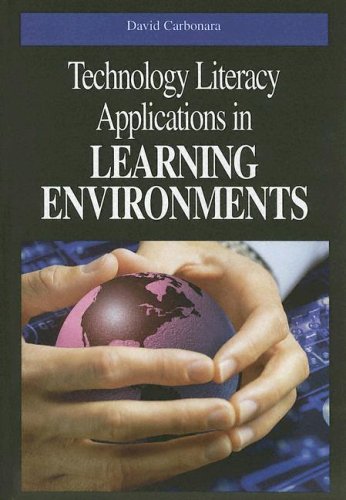 David Carbonara
Technology Literacy
Applications in
LEARNING
ENVIRONMENTS